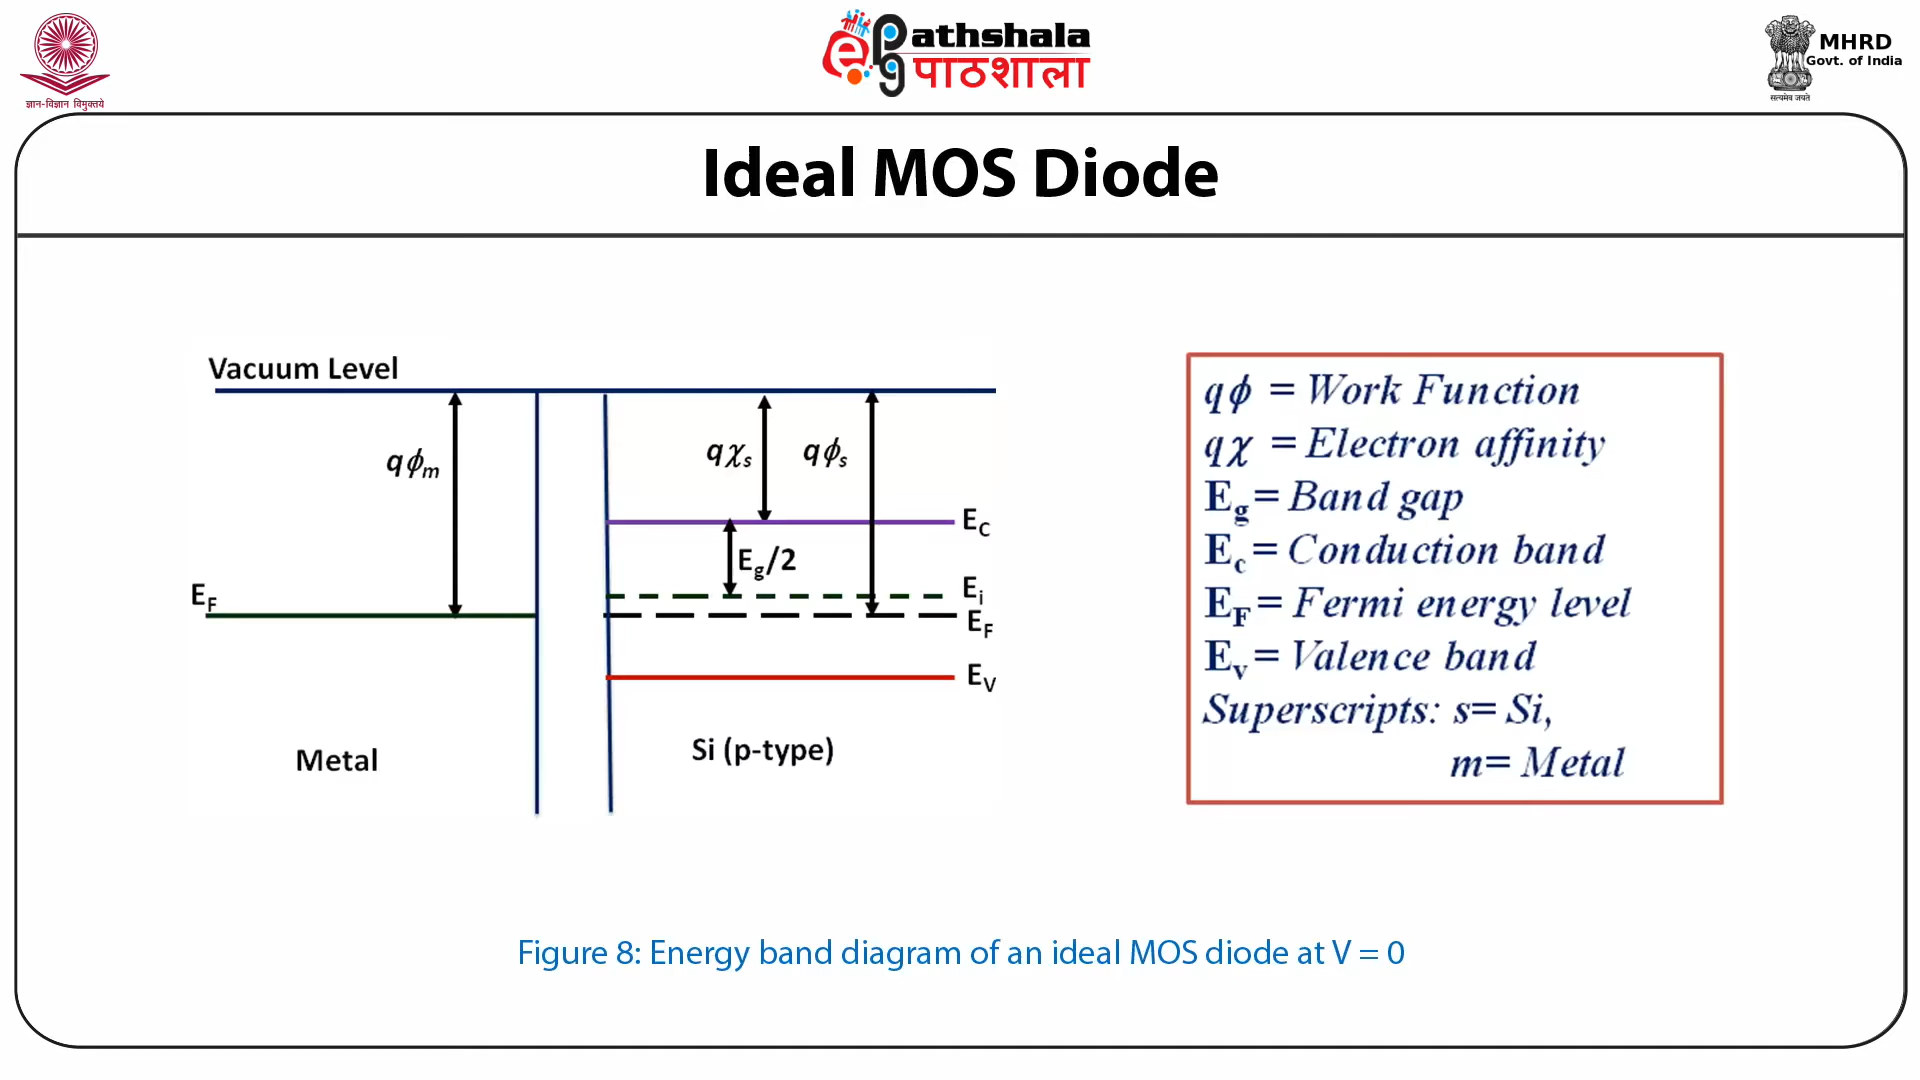 ज्ञान-विज्ञान विमुक्तये
ePathshala
पाठशाला
MHRD
Govt. of India
सत्यमेव जयते
Ideal MOS Diode
Vacuum Level
qϕm
qχs
qϕs
EC
Eg/2
Ei
EF
EF
EV
Metal
Si (p-type)
qϕ = Work Function
qχ = Electron affinity
Eg = Band gap
Ec = Conduction band
EF = Fermi energy level
Ev = Valence band
Superscripts: s= Si,
m= Metal
Figure 8: Energy band diagram of an ideal MOS diode at V = 0